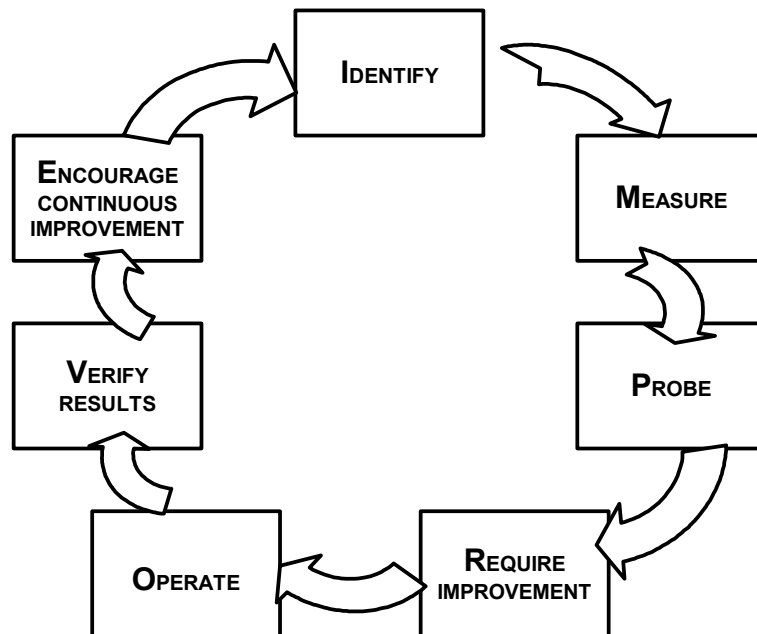 IDENTIFY
MEASURE
PROBE
REQUIRE
IMPROVEMENT
OPERATE
VERIFY
RESULTS
ENCOURAGE
CONTINUOUS
IMPROVEMENT